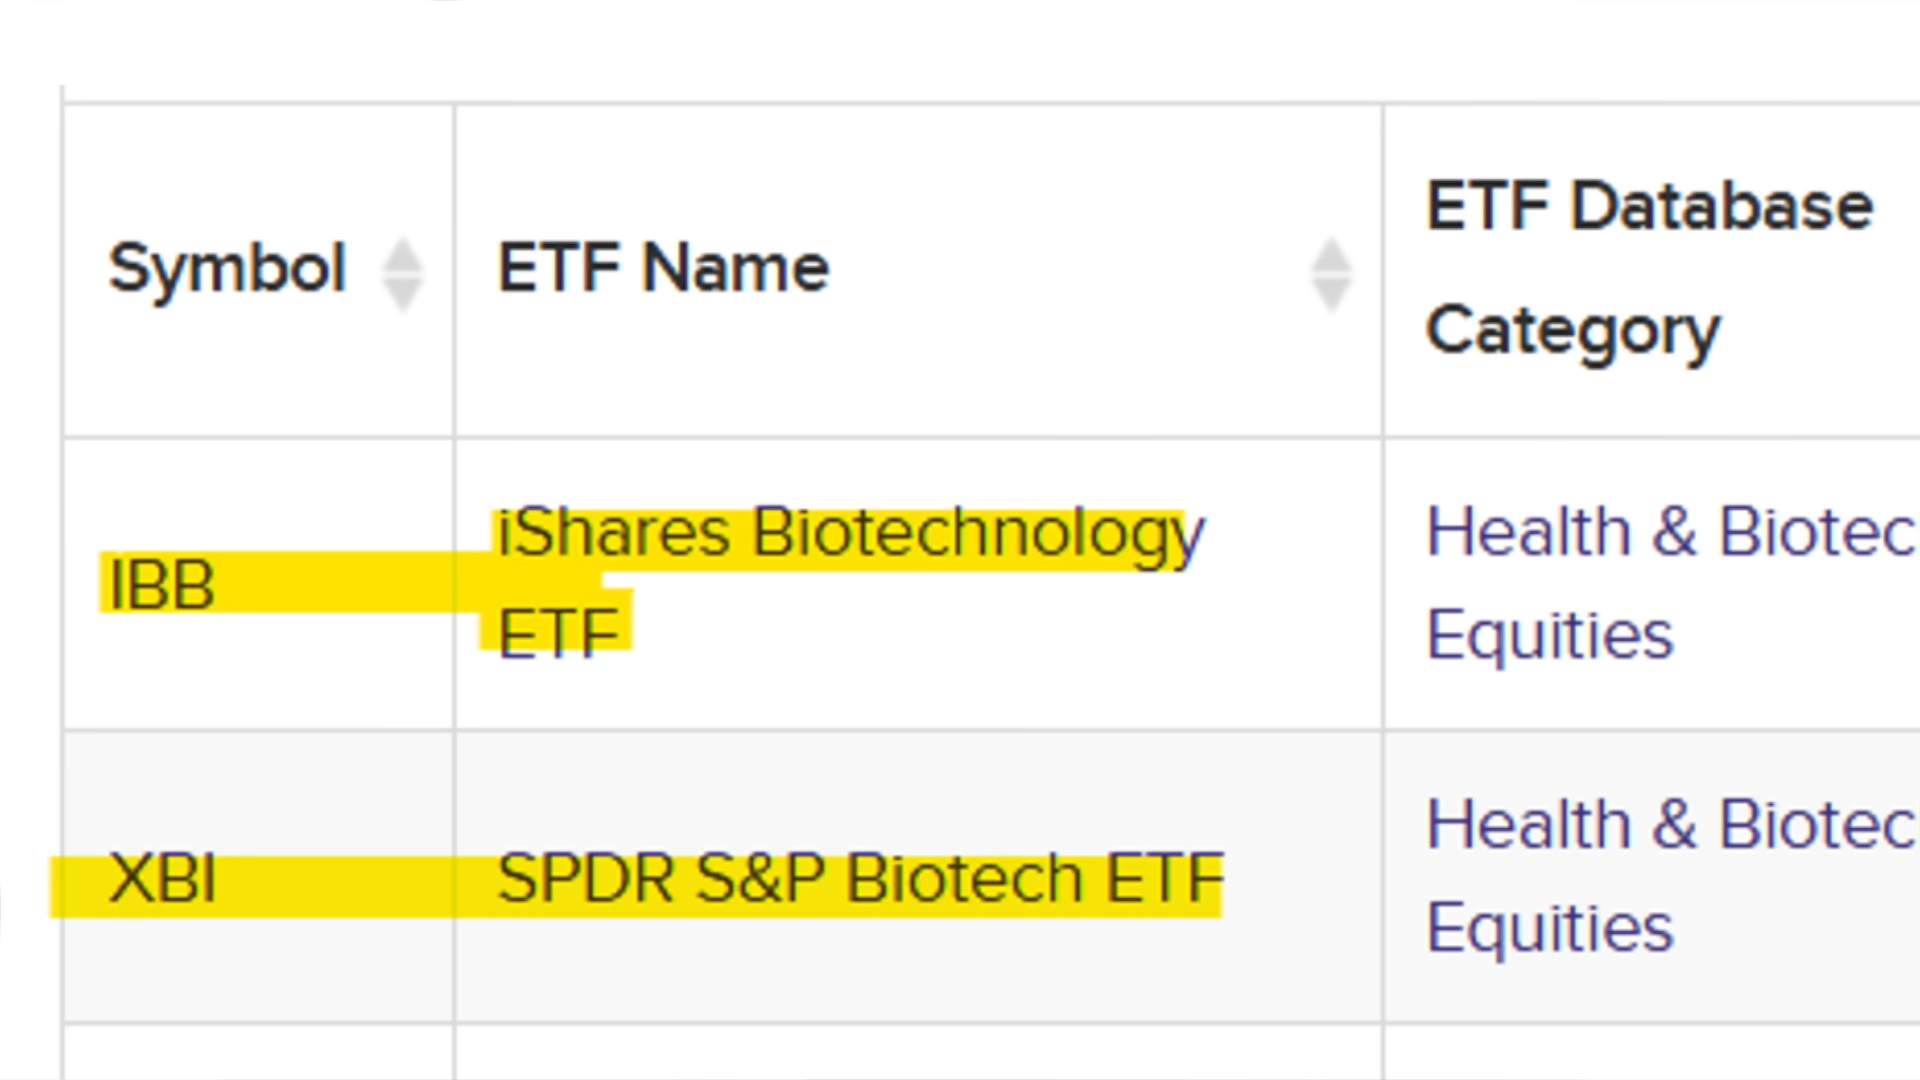 Symbol
ETF Name
ETF Database
Category
IBB
iShares Biotechnology
ETF
Health & Biotec
Equities
XBI
SPDR S&P Biotech ETF
Health & Biotec
Equities